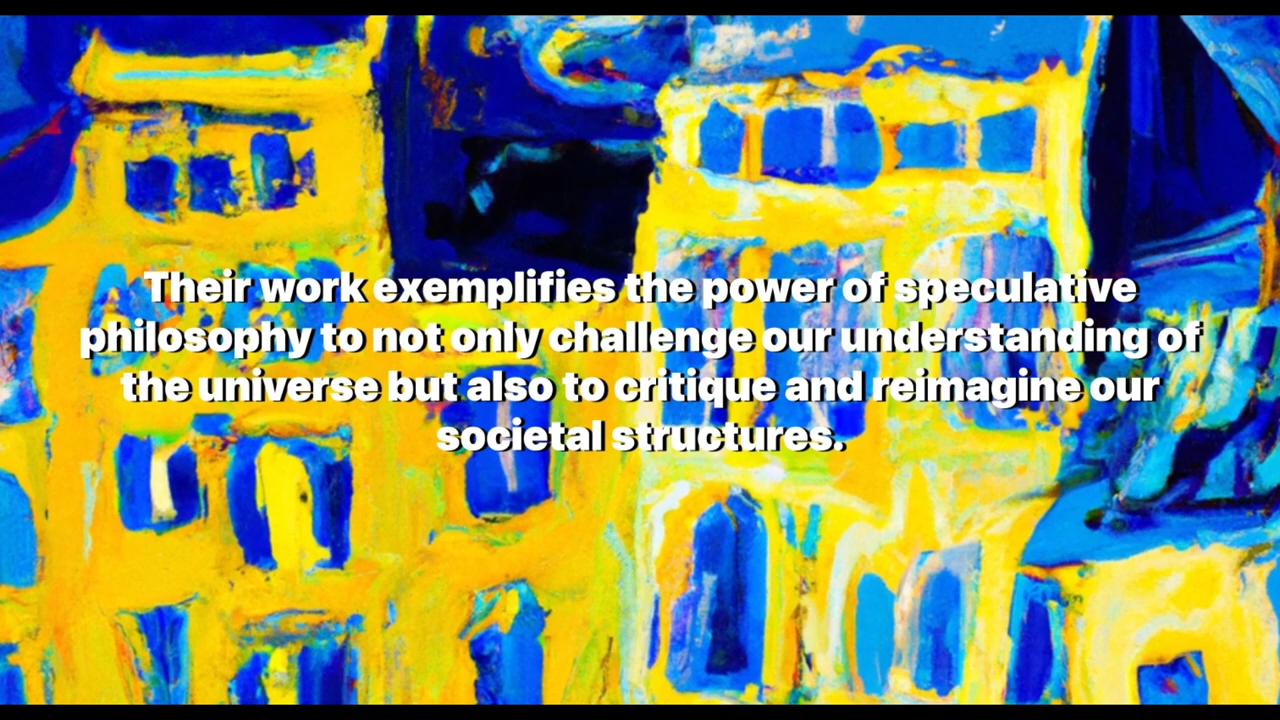 Their work exemplifies the power of speculative
philosophy to not only challenge our understanding of
the universe but also to critique and reimagine our
societal structures.